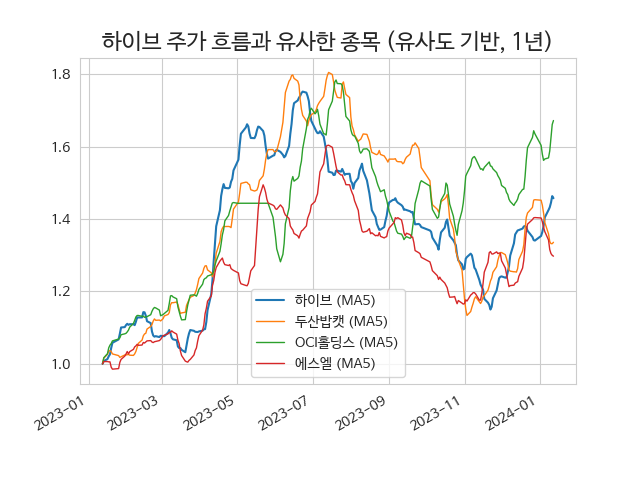 하이브 주가 흐름과 유사한 종목 (유사도 기반, 1년)
1.8
1.6
1.4
1.2
1.0
하이브 (MA5)
두산밥캣 (MA5)
OCI홀딩스 (MA5)
에스엘 (MA5)
2023-01
2023-03
2023-05
2023-07
2023-09
2023-11
2024-01